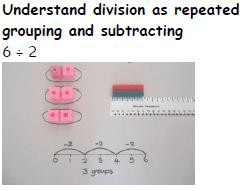 Understand division as repeated
grouping and subtracting
6 ÷ 2
-2 -2 -2
0 1 2 3 4 5 6
3 groups